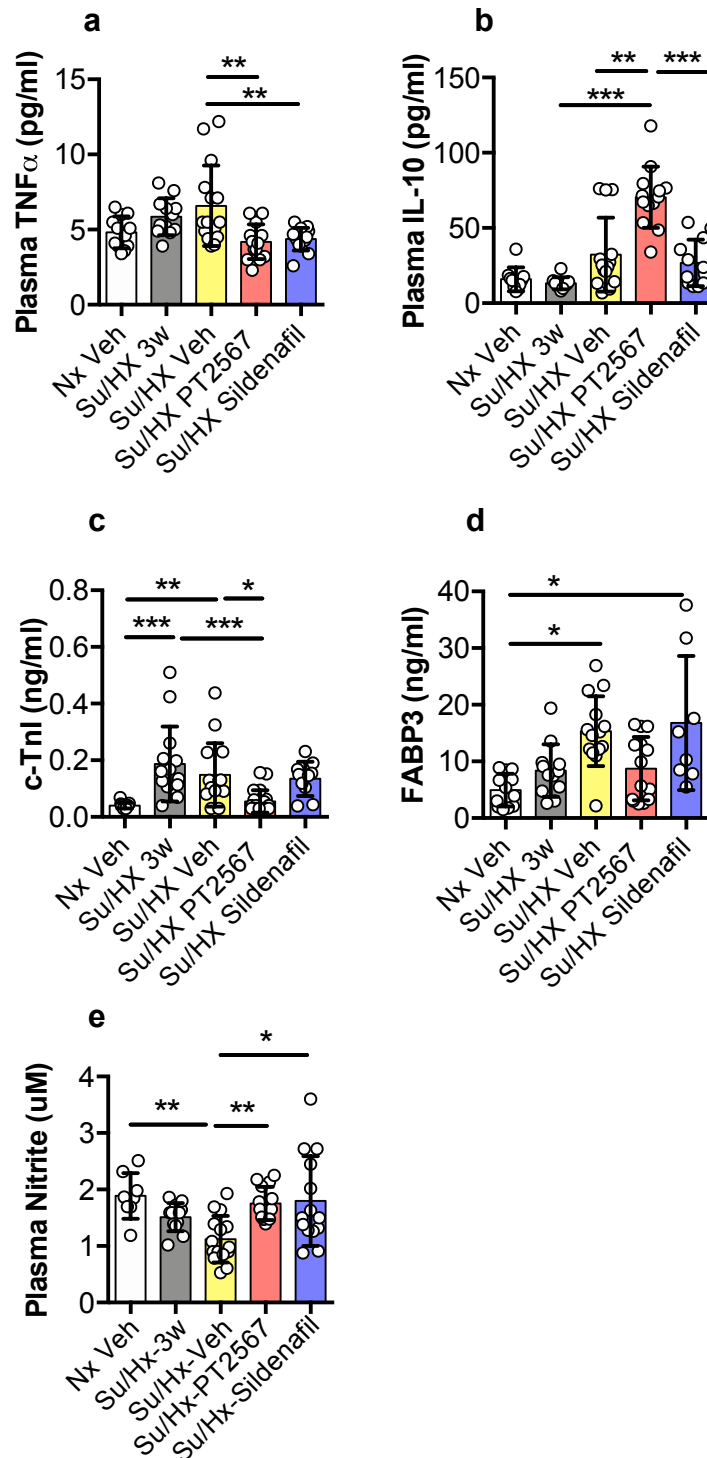 a
**
**
Plasma TNFα (pg/ml)
15
10
5
0
Nx Veh
Su/HX 3w
Su/HX Veh
Su/HX PT2567
Su/HX Sildenafil
b
** ***
***
Plasma IL-10 (pg/ml)
150
100
50
0
Nx Veh
Su/HX 3w
Su/HX Veh
Su/HX PT2567
Su/HX Sildenafil
c
** *
*** ***
c-TnI (ng/ml)
0.8
0.6
0.4
0.2
0.0
Nx Veh
Su/HX 3w
Su/HX Veh
Su/HX PT2567
Su/HX Sildenafil
d
*
*
FABP3 (ng/ml)
40
30
20
10
0
Nx Veh
Su/HX 3w
Su/HX Veh
Su/HX PT2567
Su/HX Sildenafil
e
*
** **
Plasma Nitrite (uM)
4
3
2
1
0
Nx Veh
Su/Hx-3w
Su/Hx-Veh
Su/Hx-PT2567
Su/Hx-Sildenafil